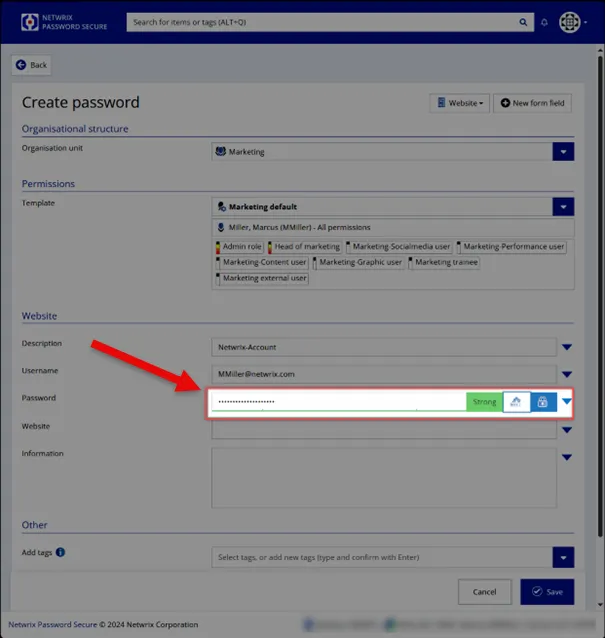 NETWRIX
PASSWORD SECURE
Search for items or tags (ALT+Q)
Back
Create password
Website
New form field
Organisational structure
Organisation unit
Marketing
Permissions
Template
Marketing default
Miller, Marcus (MMiller) - All permissions
Admin role Head of marketing Marketing-Socialmedia user Marketing-Performance user
Marketing-Content user Marketing-Graphic user Marketing trainee
Marketing external user
Website
Description
Netwrix-Account
Username
MMiller@netwrix.com
Password
•••••••••••••••••••• Strong
Website
Information
Other
Add tags
Select tags, or add new tags (type and confirm with Enter)
Cancel
Save
Netwrix Password Secure © 2024 Netwrix Corporation